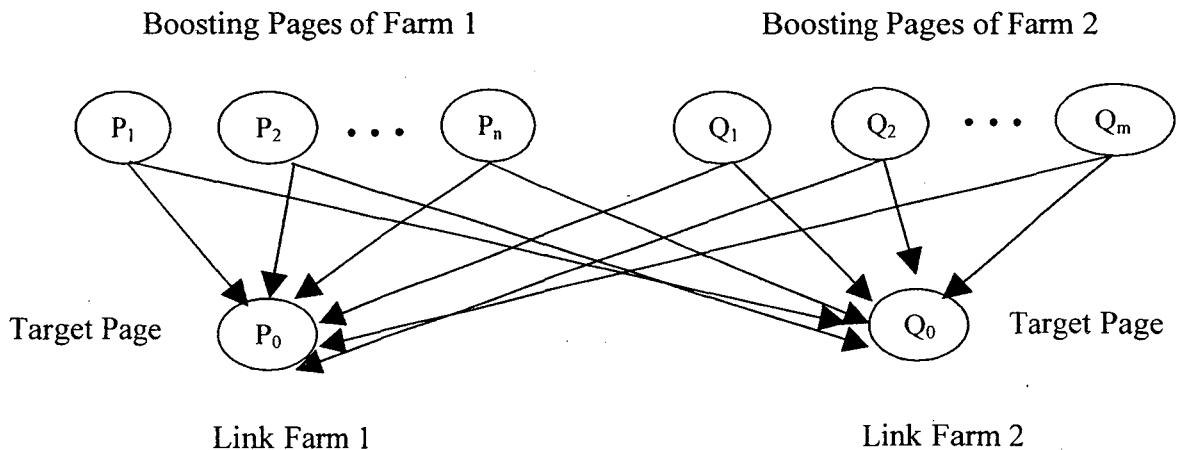 Boosting Pages of Farm 1 Boosting Pages of Farm 2
P₁ P₂ • • • Pₙ Q₁ Q₂ • • • Qₘ
Target Page P₀ Q₀ Target Page
Link Farm 1 Link Farm 2